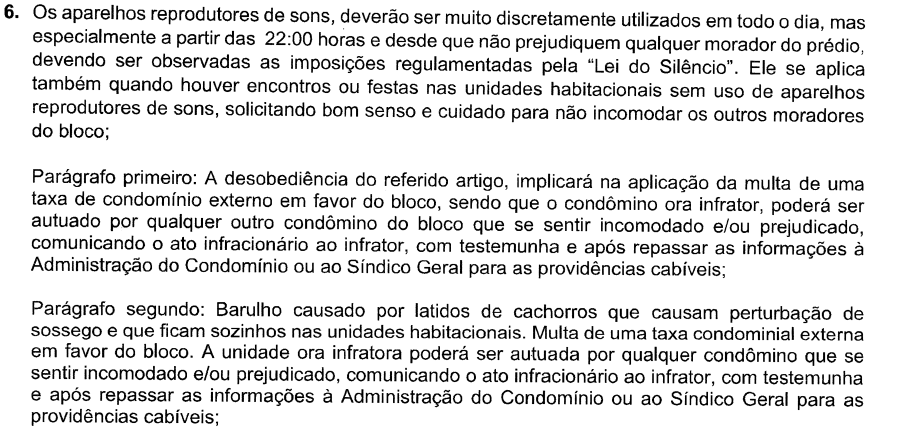 6. Os aparelhos reprodutores de sons, deverão ser muito discretamente utilizados em todo o dia, mas
especialmente a partir das 22:00 horas e desde que não prejudiquem qualquer morador do prédio,
devendo ser observadas as imposições regulamentadas pela “Lei do Silêncio”. Ele se aplica
também quando houver encontros ou festas nas unidades habitacionais sem uso de aparelhos
reprodutores de sons, solicitando bom senso e cuidado para não incomodar os outros moradores
do bloco;
Parágrafo primeiro: A desobediência do referido artigo, implicará na aplicação da multa de uma
taxa de condomínio externo em favor do bloco, sendo que o condômino ora infrator, poderá ser
autuado por qualquer outro condômino do bloco que se sentir incomodado e/ou prejudicado,
comunicando o ato infracionário ao infrator, com testemunha e após repassar as informações à
Administração do Condomínio ou ao Síndico Geral para as providências cabíveis;
Parágrafo segundo: Barulho causado por latidos de cachorros que causam perturbação de
sossego e que ficam sozinhos nas unidades habitacionais. Multa de uma taxa condominial externa
em favor do bloco. A unidade ora infratora poderá ser autuada por qualquer condômino que se
sentir incomodado e/ou prejudicado, comunicando o ato infracionário ao infrator, com testemunha
e após repassar as informações à Administração do Condomínio ou ao Síndico Geral para as
providências cabíveis;